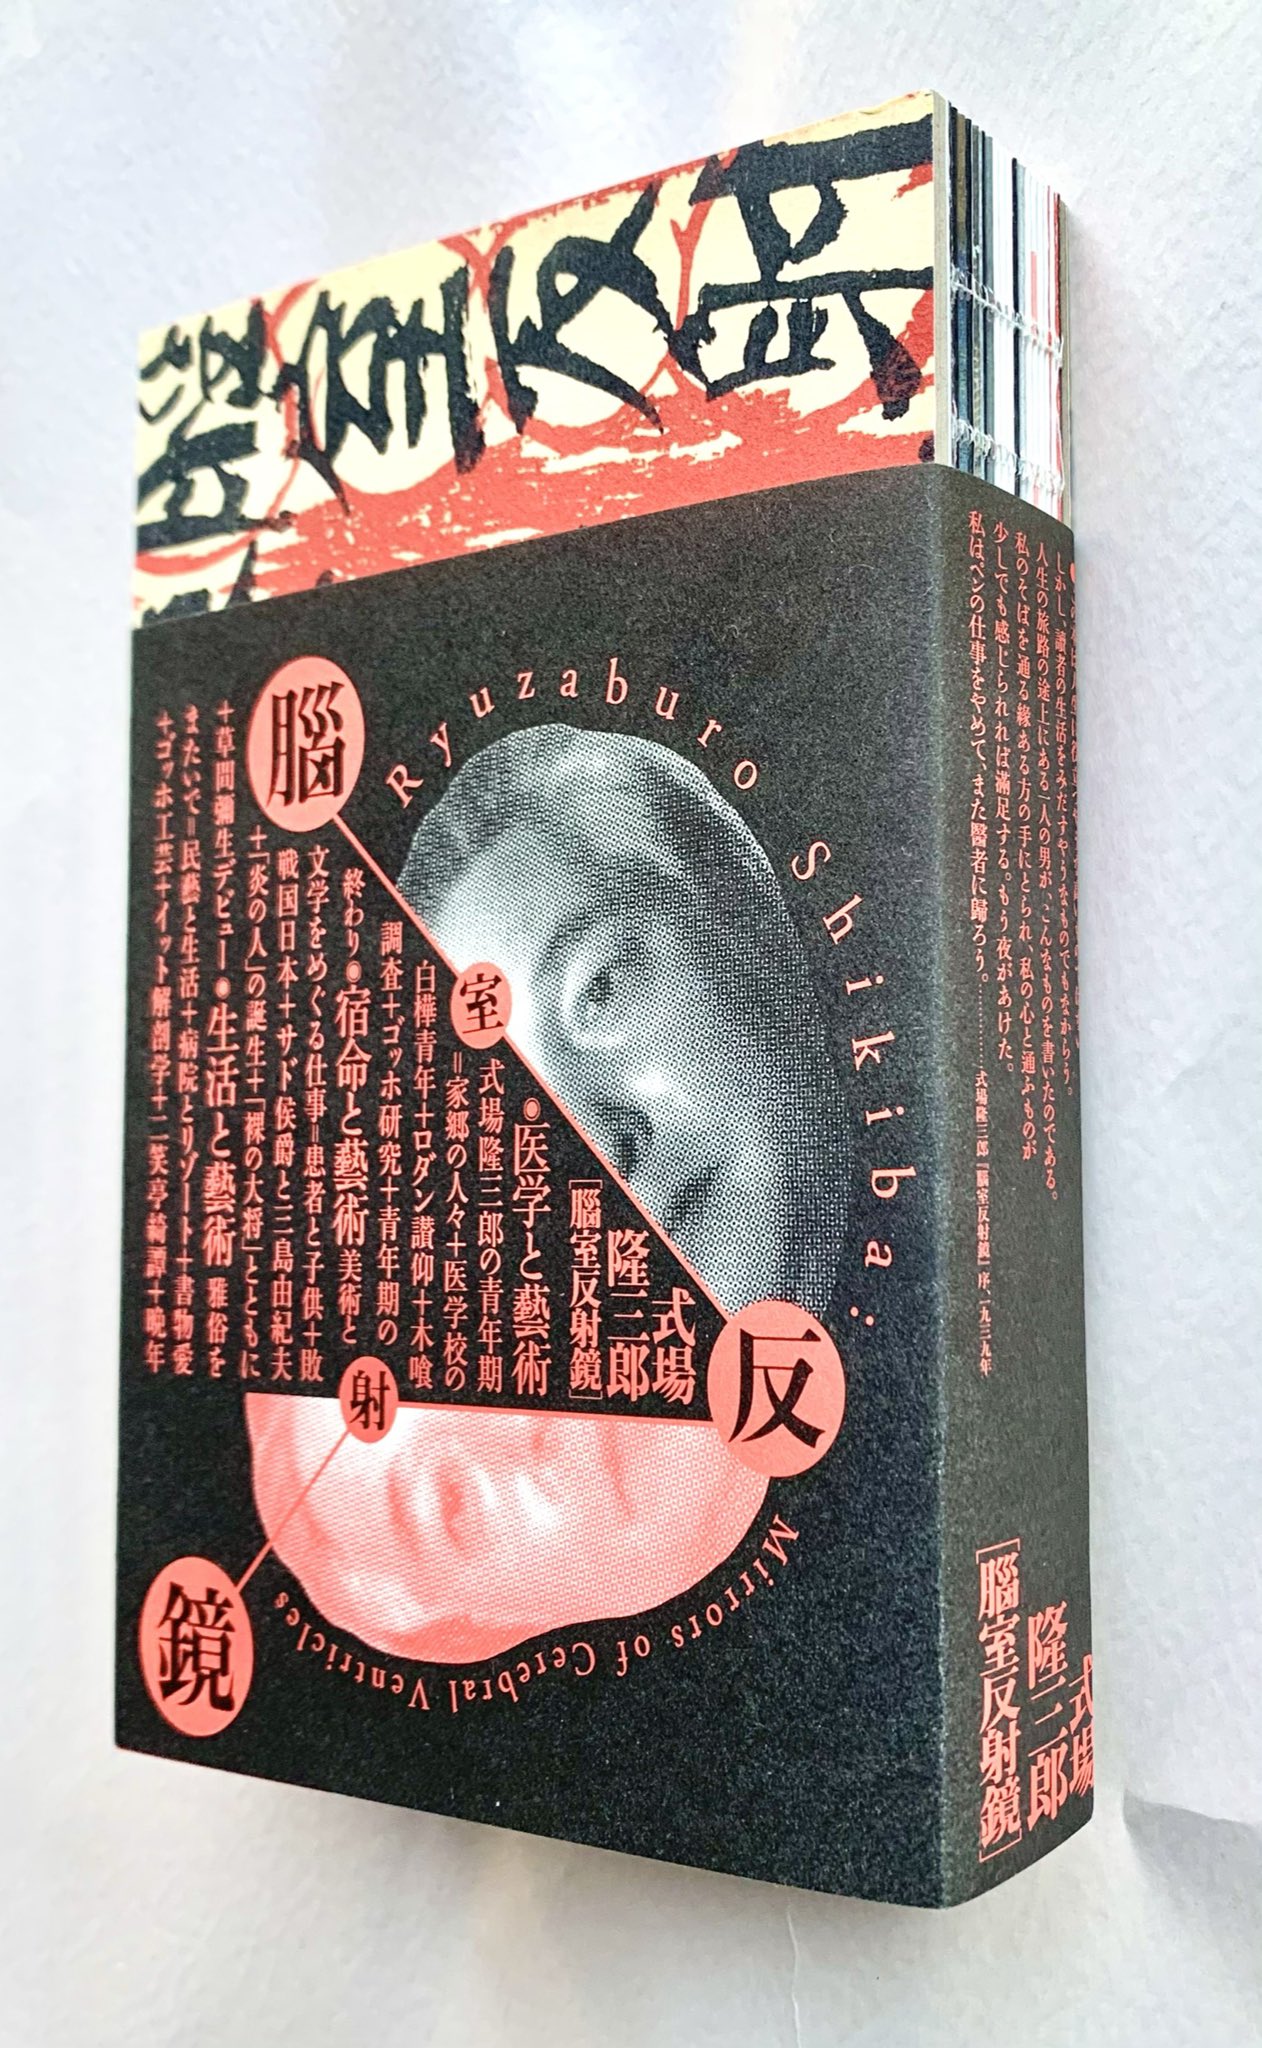 室反
腦
室
反
射
鏡
Ryuzaburo Shikiba:
Mirrors of Cerebral Ventricles
式場
隆三郎
[腦室反射鏡]
◉医学と藝術
式場隆三郎の青年期
=家郷の人々+医学校の
白樺青年+ロダン讃仰+木喰
調査+ゴッホ研究+青年期の
終わり◉宿命と藝術 美術と
文学をめぐる仕事=患者と子供+敗
戦国日本+サド侯爵と三島由紀夫
+「炎の人」の誕生+「裸の大将」とともに
+草間彌生デビュー◉生活と藝術 雅俗を
またいで=民藝と生活+病院とリゾート+書物愛
+ゴッホ工芸+イット解剖学+二笑亭綺譚+晩年
しかし、讀者の生活をみだすやうなものでもなからう。
人生の旅路の途上にある一人の男が、こんなものを書いたのである。
私のそばを通る緣ある方の手にとられ、私の心と通ふものが
少しでも感じられれば滿足する。もう夜があけた。
私はペンの仕事をやめて、また醫者に歸ろう。…………式場隆三郎『腦室反射鏡』序、一九三九年
式場
隆三郎
[腦室反射鏡]